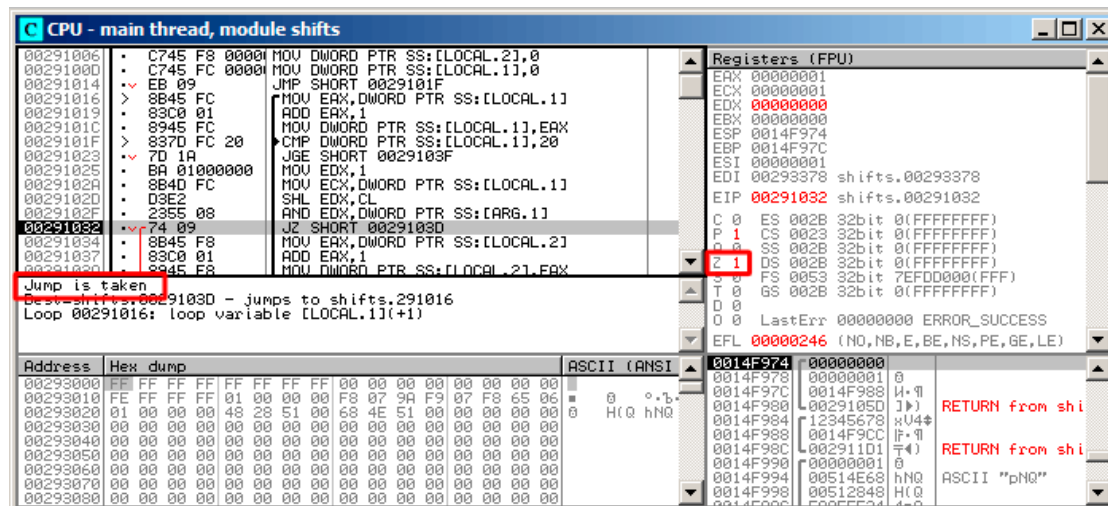 CPU - main thread, module shifts
00291006 · C745 F8 0000 MOV DWORD PTR SS:[LOCAL.2],0
0029100D · C745 FC 0000 MOV DWORD PTR SS:[LOCAL.1],0
00291014 · EB 09 JMP SHORT 0029101F
00291016 > 8B45 FC MOV EAX,DWORD PTR SS:[LOCAL.1]
00291019 · 83C0 01 ADD EAX,1
0029101C · 8945 FC MOV DWORD PTR SS:[LOCAL.1],EAX
0029101F > 837D FC 20 CMP DWORD PTR SS:[LOCAL.1],20
00291023 · 7D 1A JGE SHORT 0029103F
00291025 · BA 01000000 MOV EDX,1
0029102A · 8B4D FC MOV ECX,DWORD PTR SS:[LOCAL.1]
0029102D · D3E2 SHL EDX,CL
0029102F · 2355 08 AND EDX,DWORD PTR SS:[ARG.1]
00291032 · 74 09 JZ SHORT 0029103D
00291034 · 8B45 F8 MOV EAX,DWORD PTR SS:[LOCAL.2]
00291037 · 83C0 01 ADD EAX,1
0029103A · 8945 F8 MOV DWORD PTR SS:[LOCAL.2],EAX
Jump is taken
Dest=shifts.0029103D - jumps to shifts.291016
Loop 00291016: loop variable [LOCAL.1](+1)
Registers (FPU)
EAX 00000001
ECX 00000001
EDX 00000000
EBX 00000000
ESP 0014F974
EBP 0014F97C
ESI 00000001
EDI 00293378 shifts.00293378
EIP 00291032 shifts.00291032
C 0 ES 002B 32bit 0(FFFFFFFF)
P 1 CS 0023 32bit 0(FFFFFFFF)
A 0 SS 002B 32bit 0(FFFFFFFF)
Z 1 DS 002B 32bit 0(FFFFFFFF)
S 0 FS 0053 32bit 7EFDD000(FFF)
T 0 GS 002B 32bit 0(FFFFFFFF)
D 0
O 0 LastErr 00000000 ERROR_SUCCESS
EFL 00000246 (NO,NB,E,BE,NS,PE,GE,LE)
Address Hex dump ASCII (ANSI
00293000 FF FF FF FF FF FF FF FF 00 00 00 00 00 00 00 00
00293010 FE FF FF FF 01 00 00 00 F8 07 9A F9 07 F8 65 06
00293020 01 00 00 00 48 28 51 00 68 4E 51 00 00 00 00 00 H(Q hNQ
00293030 00 00 00 00 00 00 00 00 00 00 00 00 00 00 00 00
00293040 00 00 00 00 00 00 00 00 00 00 00 00 00 00 00 00
00293050 00 00 00 00 00 00 00 00 00 00 00 00 00 00 00 00
00293060 00 00 00 00 00 00 00 00 00 00 00 00 00 00 00 00
00293070 00 00 00 00 00 00 00 00 00 00 00 00 00 00 00 00
00293080 00 00 00 00 00 00 00 00 00 00 00 00 00 00 00 00
0014F974 00000000
0014F978 00000001
0014F97C 0014F988
0014F980 0029105D RETURN from shi
0014F984 12345678 xV4
0014F988 0014F9CC
0014F98C 002911D1 RETURN from shi
0014F990 00000001
0014F994 00514E68 hNQ ASCII "pNQ"
0014F998 00512848 H(Q